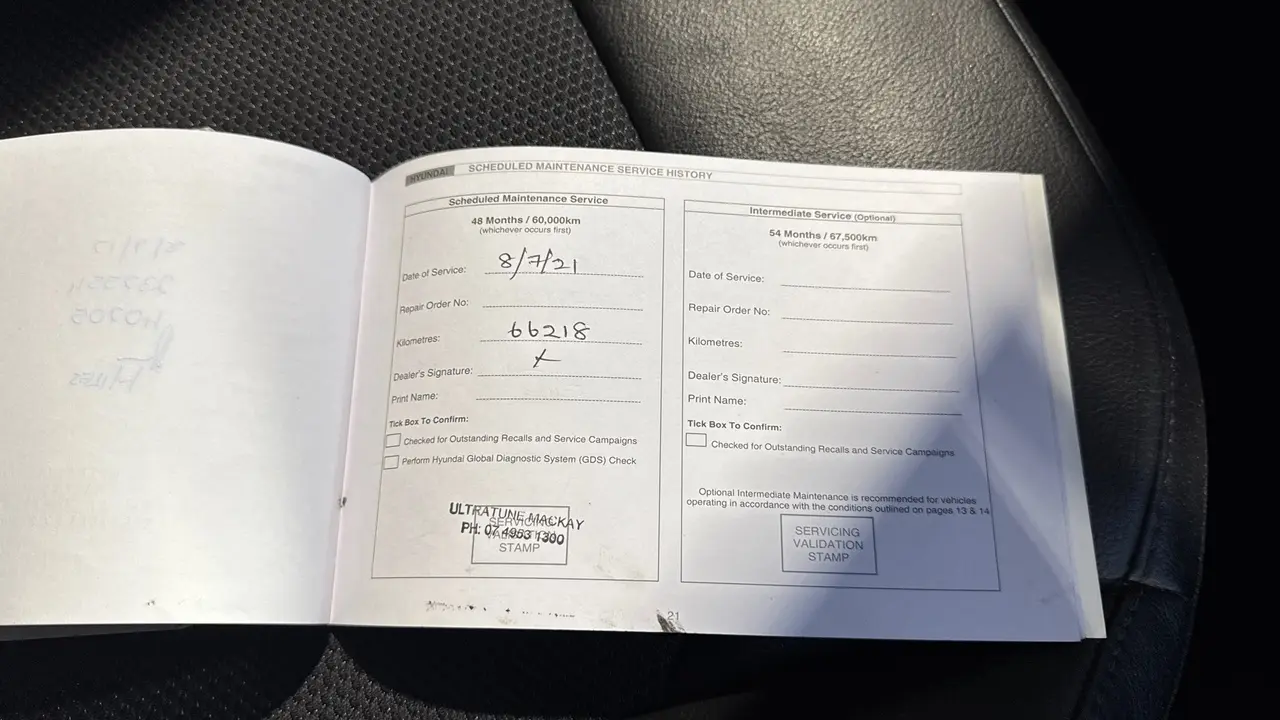 HYUNDAI SCHEDULED MAINTENANCE SERVICE HISTORY
Scheduled Maintenance Service
48 Months / 60,000km
(whichever occurs first)
Date of Service: 8/7/21
Repair Order No:
Kilometres: 66218
Dealer's Signature:
Print Name:
Tick Box To Confirm:
Checked for Outstanding Recalls and Service Campaigns
Perform Hyundai Global Diagnostic System (GDS) Check
ULTRATUNE MACKAY
PH: 07 4953 1300
SERVICING
VALIDATION
STAMP
Intermediate Service (Optional)
54 Months / 67,500km
(whichever occurs first)
Date of Service:
Repair Order No:
Kilometres:
Dealer's Signature:
Print Name:
Tick Box To Confirm:
Checked for Outstanding Recalls and Service Campaigns
Optional Intermediate Maintenance is recommended for vehicles
operating in accordance with the conditions outlined on pages 13 & 14
SERVICING
VALIDATION
STAMP
21